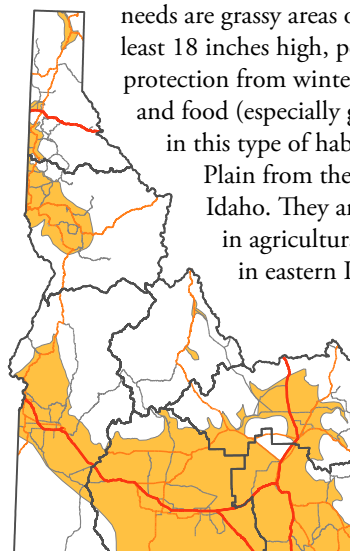 needs are grassy areas
least 18 inches high,
protection from winte
and food (especially
in this type of hab
Plain from the
Idaho. They ar
in agricultur
in eastern I